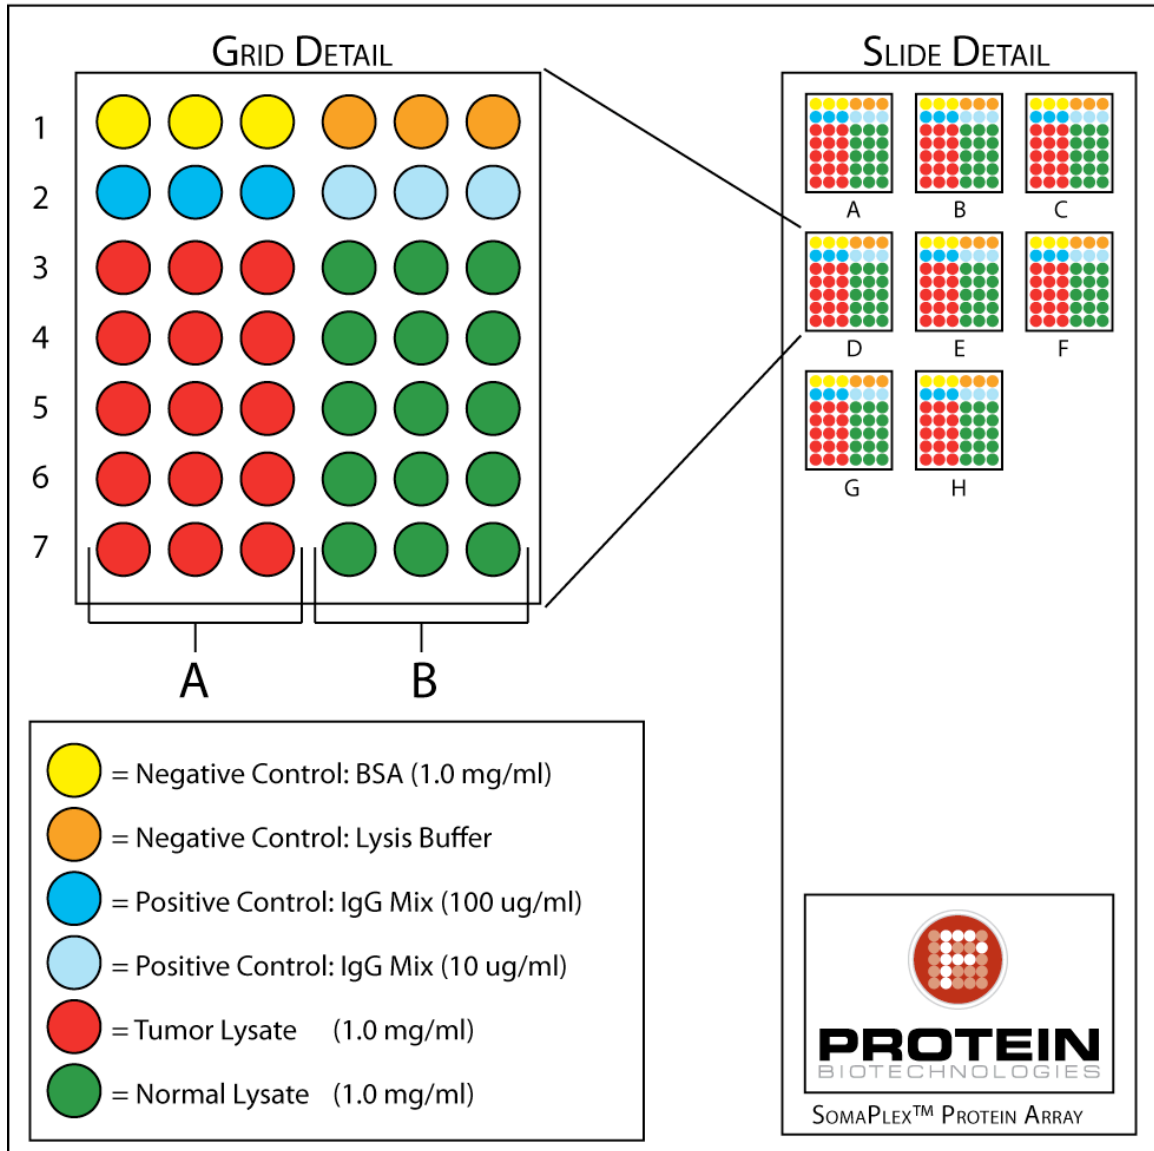 GRID DETAIL
1
2
3
4
5
6
7
A
B
= Negative Control: BSA (1.0 mg/ml)
= Negative Control: Lysis Buffer
= Positive Control: IgG Mix (100 ug/ml)
= Positive Control: IgG Mix (10 ug/ml)
= Tumor Lysate (1.0 mg/ml)
= Normal Lysate (1.0 mg/ml)
SLIDE DETAIL
A B C
D E F
G H
PROTEIN
BIOTECHNOLOGIES
SOMAPLEX™ PROTEIN ARRAY